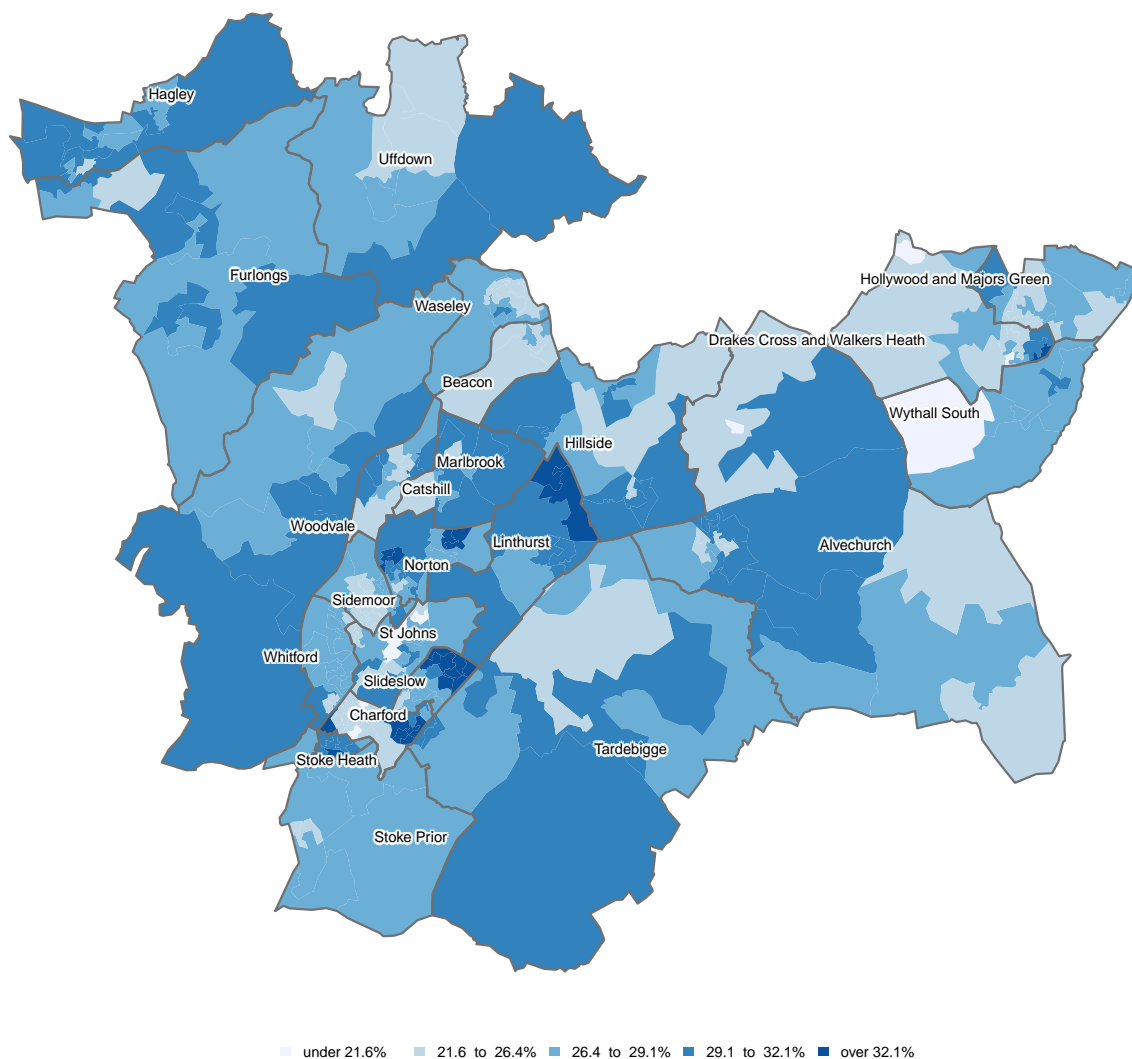 Hagley
Uffdown
Furlongs
Hollywood and Majors Green
Waseley
Drakes Cross and Walkers Heath
Beacon
Wythall South
Hillside
Marlbrook
Catshill
Woodvale
Linthurst
Alvechurch
Norton
Sidemoor
St Johns
Whitford
Slideslow
Charford
Tardebigge
Stoke Heath
Stoke Prior
under 21.6% 21.6 to 26.4% 26.4 to 29.1% 29.1 to 32.1% over 32.1%